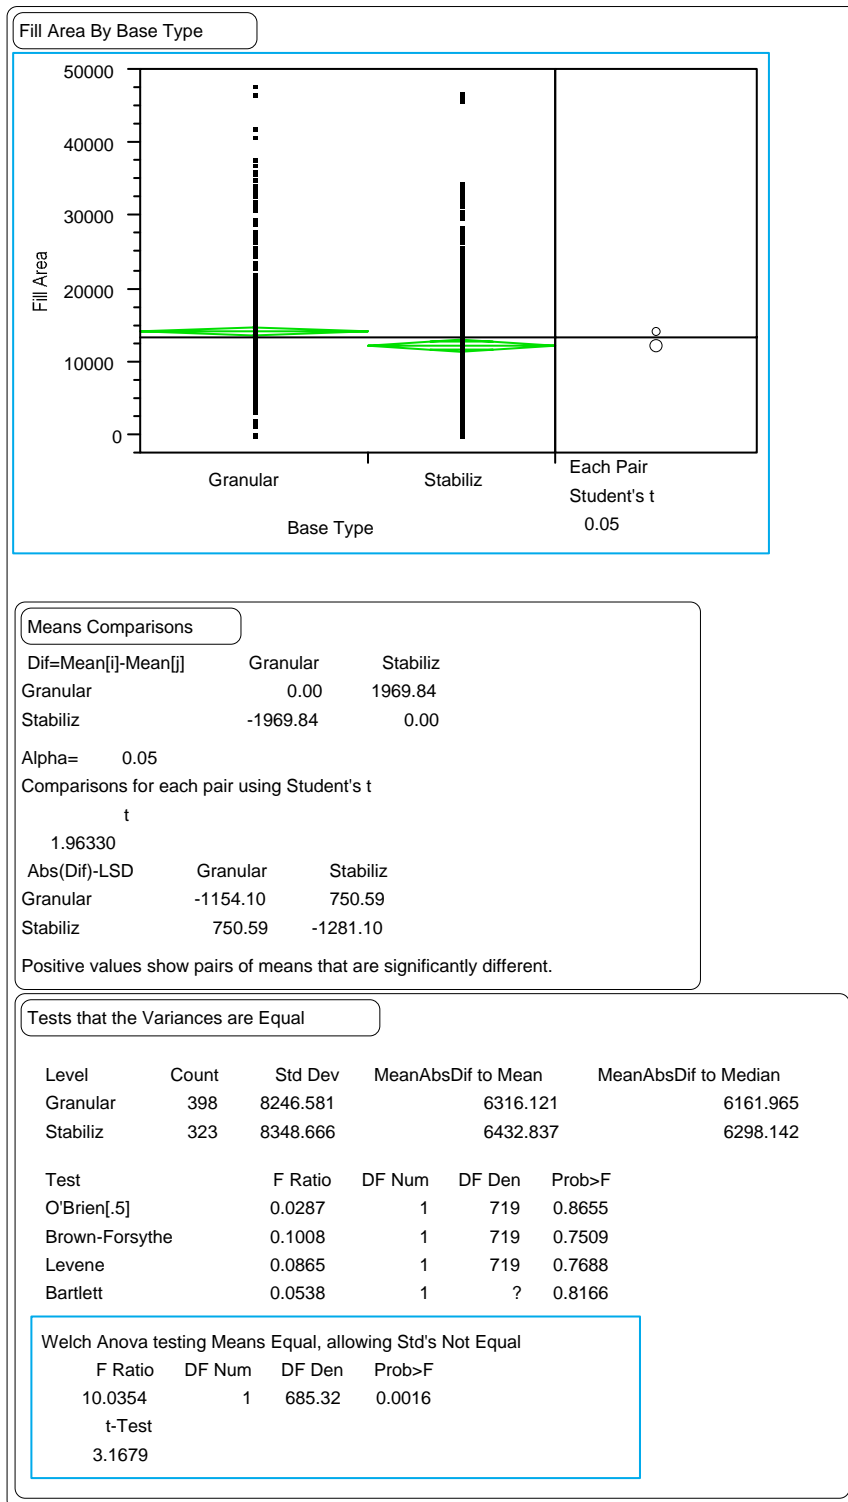 Fill Area By Base Type
50000
40000
30000
20000
10000
0
Fill Area
Granular Stabiliz
Each Pair
Student's t
0.05
Base Type
Means Comparisons
Dif=Mean[i]-Mean[j] Granular Stabiliz
Granular 0.00 1969.84
Stabiliz -1969.84 0.00
Alpha= 0.05
Comparisons for each pair using Student's t
t
1.96330
Abs(Dif)-LSD Granular Stabiliz
Granular -1154.10 750.59
Stabiliz 750.59 -1281.10
Positive values show pairs of means that are significantly different.
Tests that the Variances are Equal
Level Count Std Dev MeanAbsDif to Mean MeanAbsDif to Median
Granular 398 8246.581 6316.121 6161.965
Stabiliz 323 8348.666 6432.837 6298.142
Test F Ratio DF Num DF Den Prob>F
O'Brien[.5] 0.0287 1 719 0.8655
Brown-Forsythe 0.1008 1 719 0.7509
Levene 0.0865 1 719 0.7688
Bartlett 0.0538 1 ? 0.8166
Welch Anova testing Means Equal, allowing Std's Not Equal
F Ratio DF Num DF Den Prob>F
10.0354 1 685.32 0.0016
t-Test
3.1679